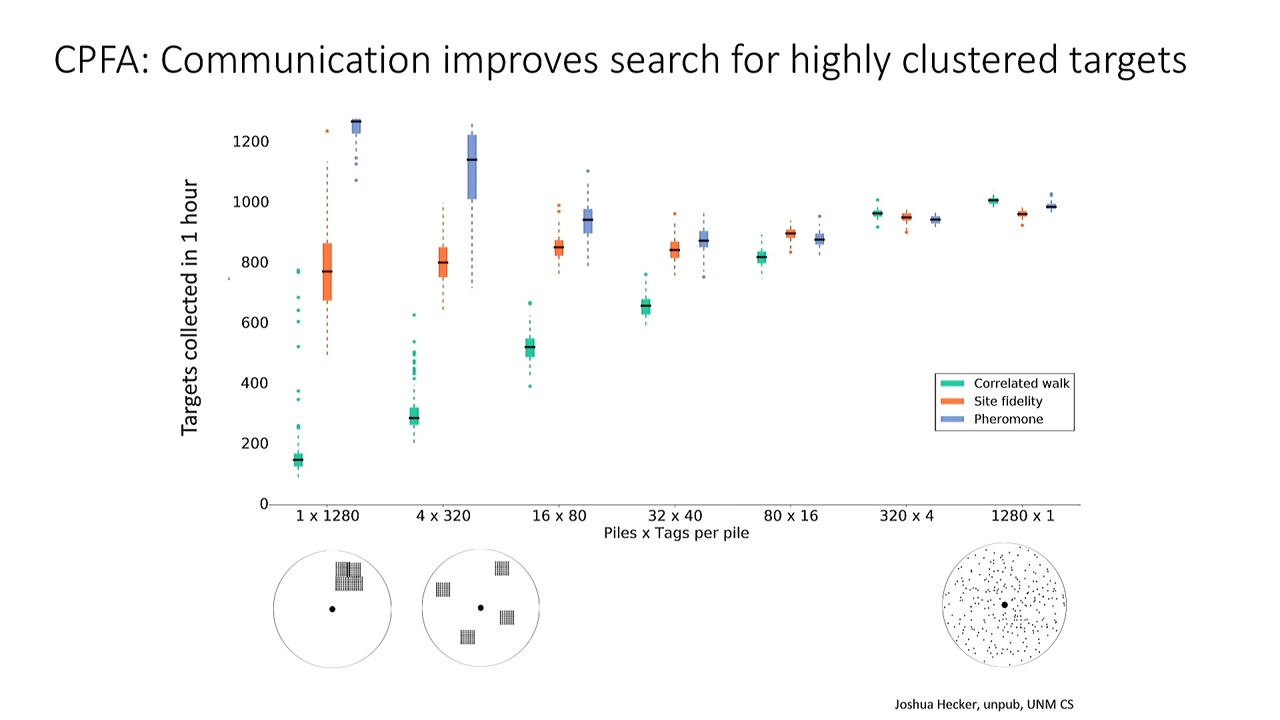 CPFA: Communication improves search for highly clustered targets
Targets collected in 1 hour
1200
1000
800
600
400
200
0
Correlated walk
Site fidelity
Pheromone
1 x 1280
4 x 320
16 x 80
32 x 40
80 x 16
320 x 4
1280 x 1
Piles x Tags per pile
Joshua Hecker, unpub, UNM CS